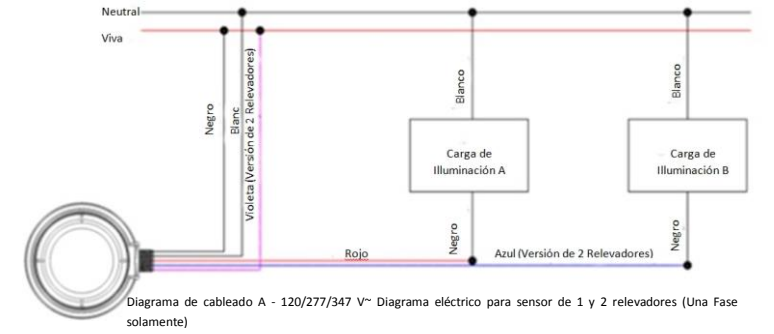 Neutral
Viva
Negro
Blanc
Violeta (Versión de 2 Relevadores)
Blanco
Blanco
Carga de
Illuminación A
Carga de
Illuminación B
Negro
Negro
Rojo
Azul (Versión de 2 Relevadores)
Diagrama de cableado A - 120/277/347 V~ Diagrama eléctrico para sensor de 1 y 2 relevadores (Una Fase
solamente)